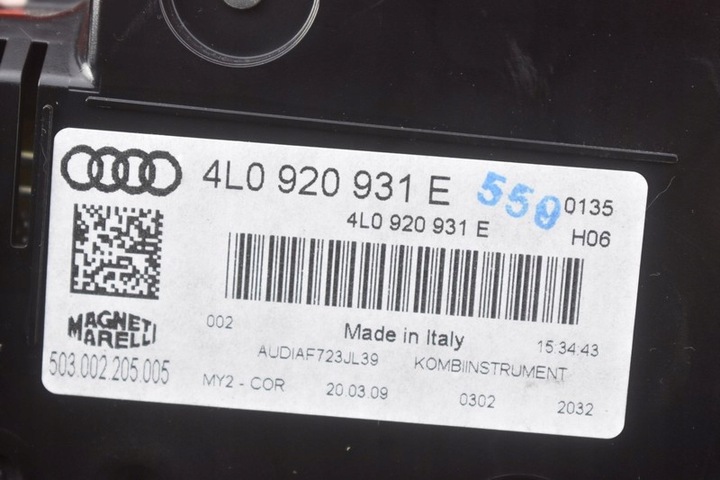 4L0 920 931 E 550 0135
4L0 920 931 E H06
MAGNETI
MARELLI
002 Made in Italy 15:34:43
503.002.205.005 AUDIAF723JL39 KOMBIINSTRUMENT
MY2 - COR 20.03.09 0302 2032